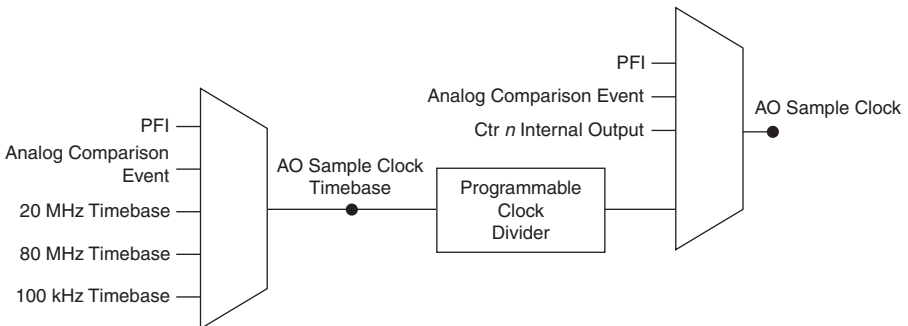 PFI
Analog Comparison Event
Ctr n Internal Output
AO Sample Clock
PFI
Analog Comparison
Event
20 MHz Timebase
80 MHz Timebase
100 kHz Timebase
AO Sample Clock
Timebase
Programmable
Clock
Divider